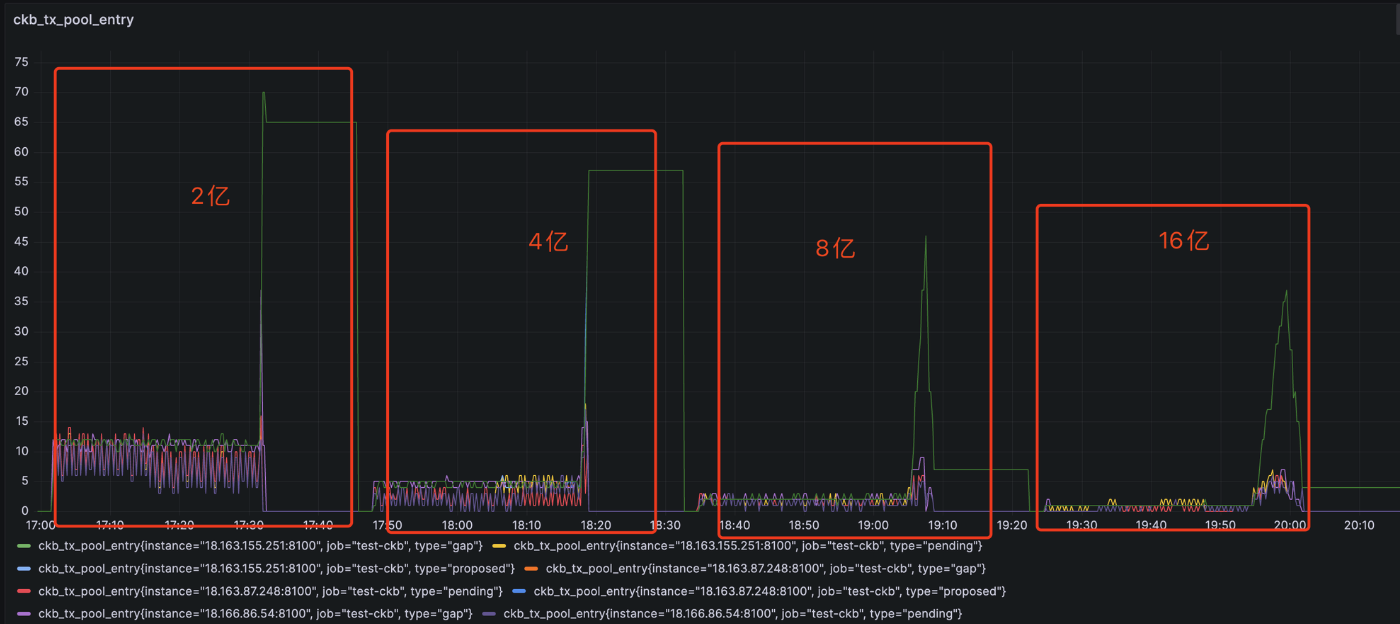 ckb_tx_pool_entry
75
70
65
60
55
50
45
40
35
30
25
20
15
10
5
0
2亿
4亿
8亿
16亿
17:00 17:10 17:20 17:30 17:40 17:50 18:00 18:10 18:20 18:30 18:40 18:50 19:00 19:10 19:20 19:30 19:40 19:50 20:00 20:10
ckb_tx_pool_entry{instance="18.163.155.251:8100", job="test-ckb", type="gap"} ckb_tx_pool_entry{instance="18.163.155.251:8100", job="test-ckb", type="pending"}
ckb_tx_pool_entry{instance="18.163.155.251:8100", job="test-ckb", type="proposed"} ckb_tx_pool_entry{instance="18.163.87.248:8100", job="test-ckb", type="gap"}
ckb_tx_pool_entry{instance="18.163.87.248:8100", job="test-ckb", type="pending"} ckb_tx_pool_entry{instance="18.163.87.248:8100", job="test-ckb", type="proposed"}
ckb_tx_pool_entry{instance="18.166.86.54:8100", job="test-ckb", type="gap"} ckb_tx_pool_entry{instance="18.166.86.54:8100", job="test-ckb", type="pending"}